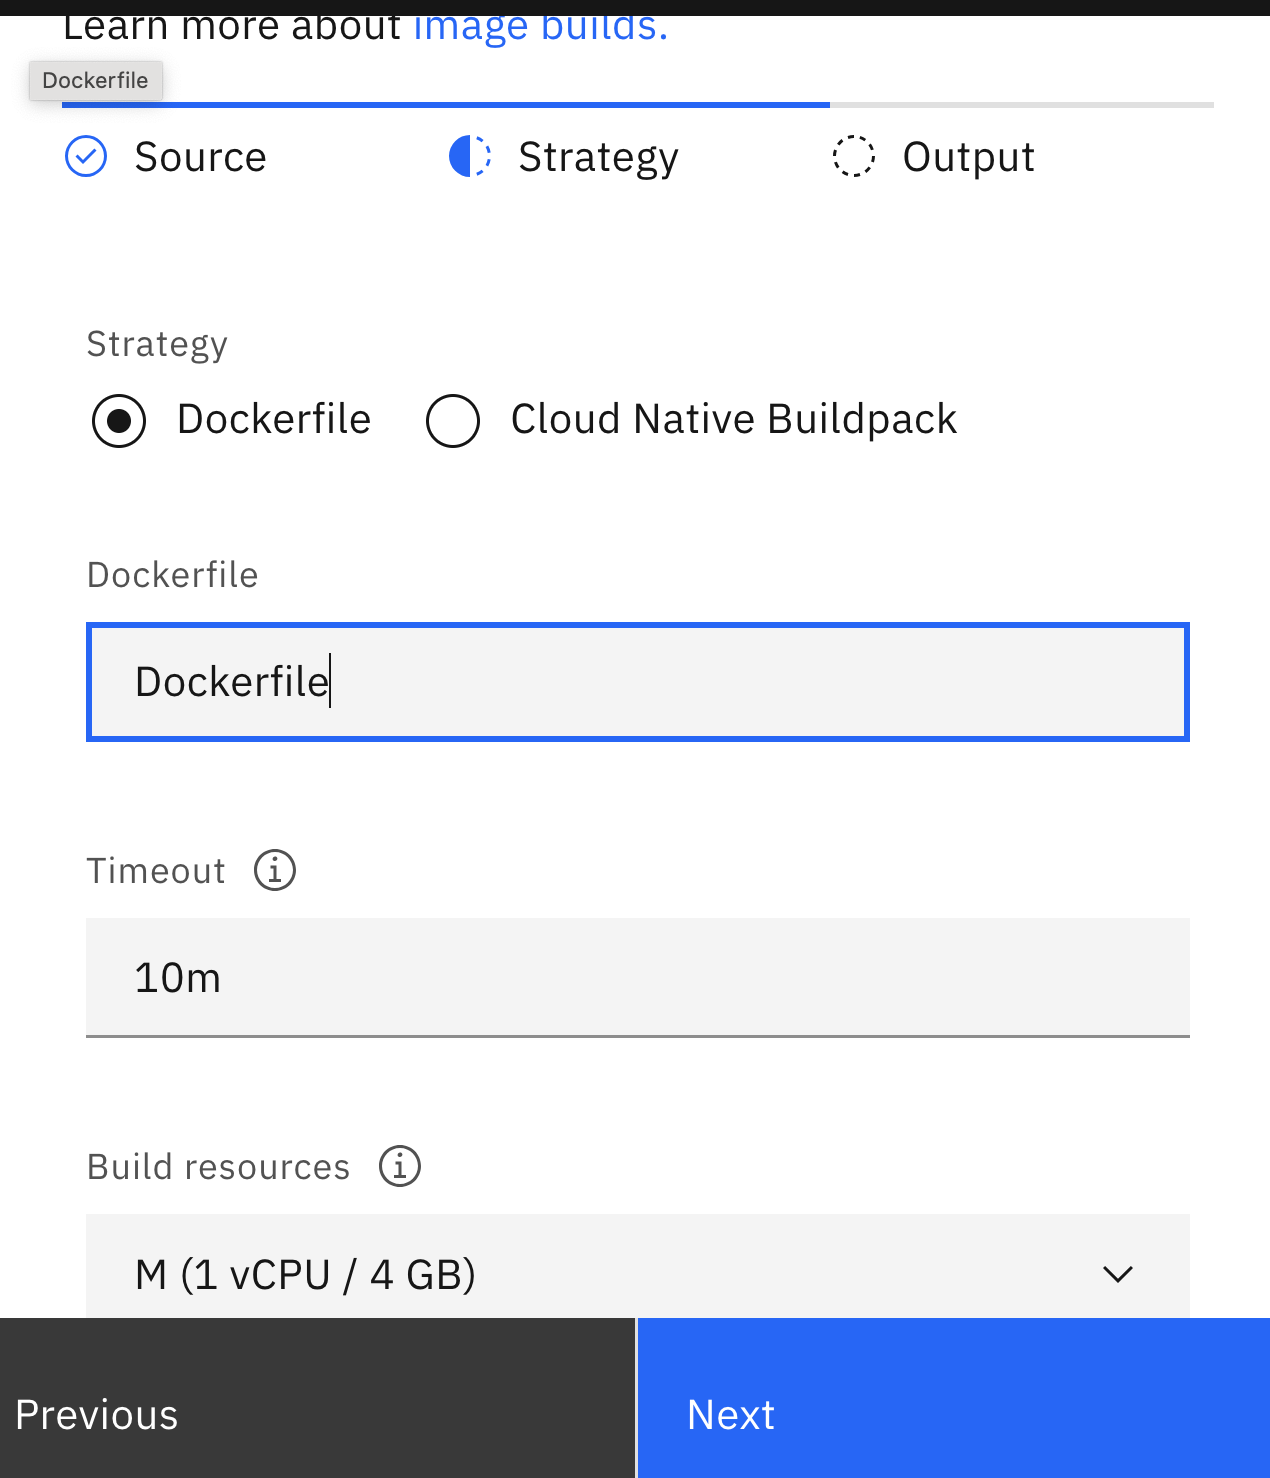 Learn more about image builds.
Dockerfile
Source Strategy Output
Strategy
Dockerfile Cloud Native Buildpack
Dockerfile
Dockerfile
Timeout
10m
Build resources
M (1 vCPU / 4 GB)
Previous Next